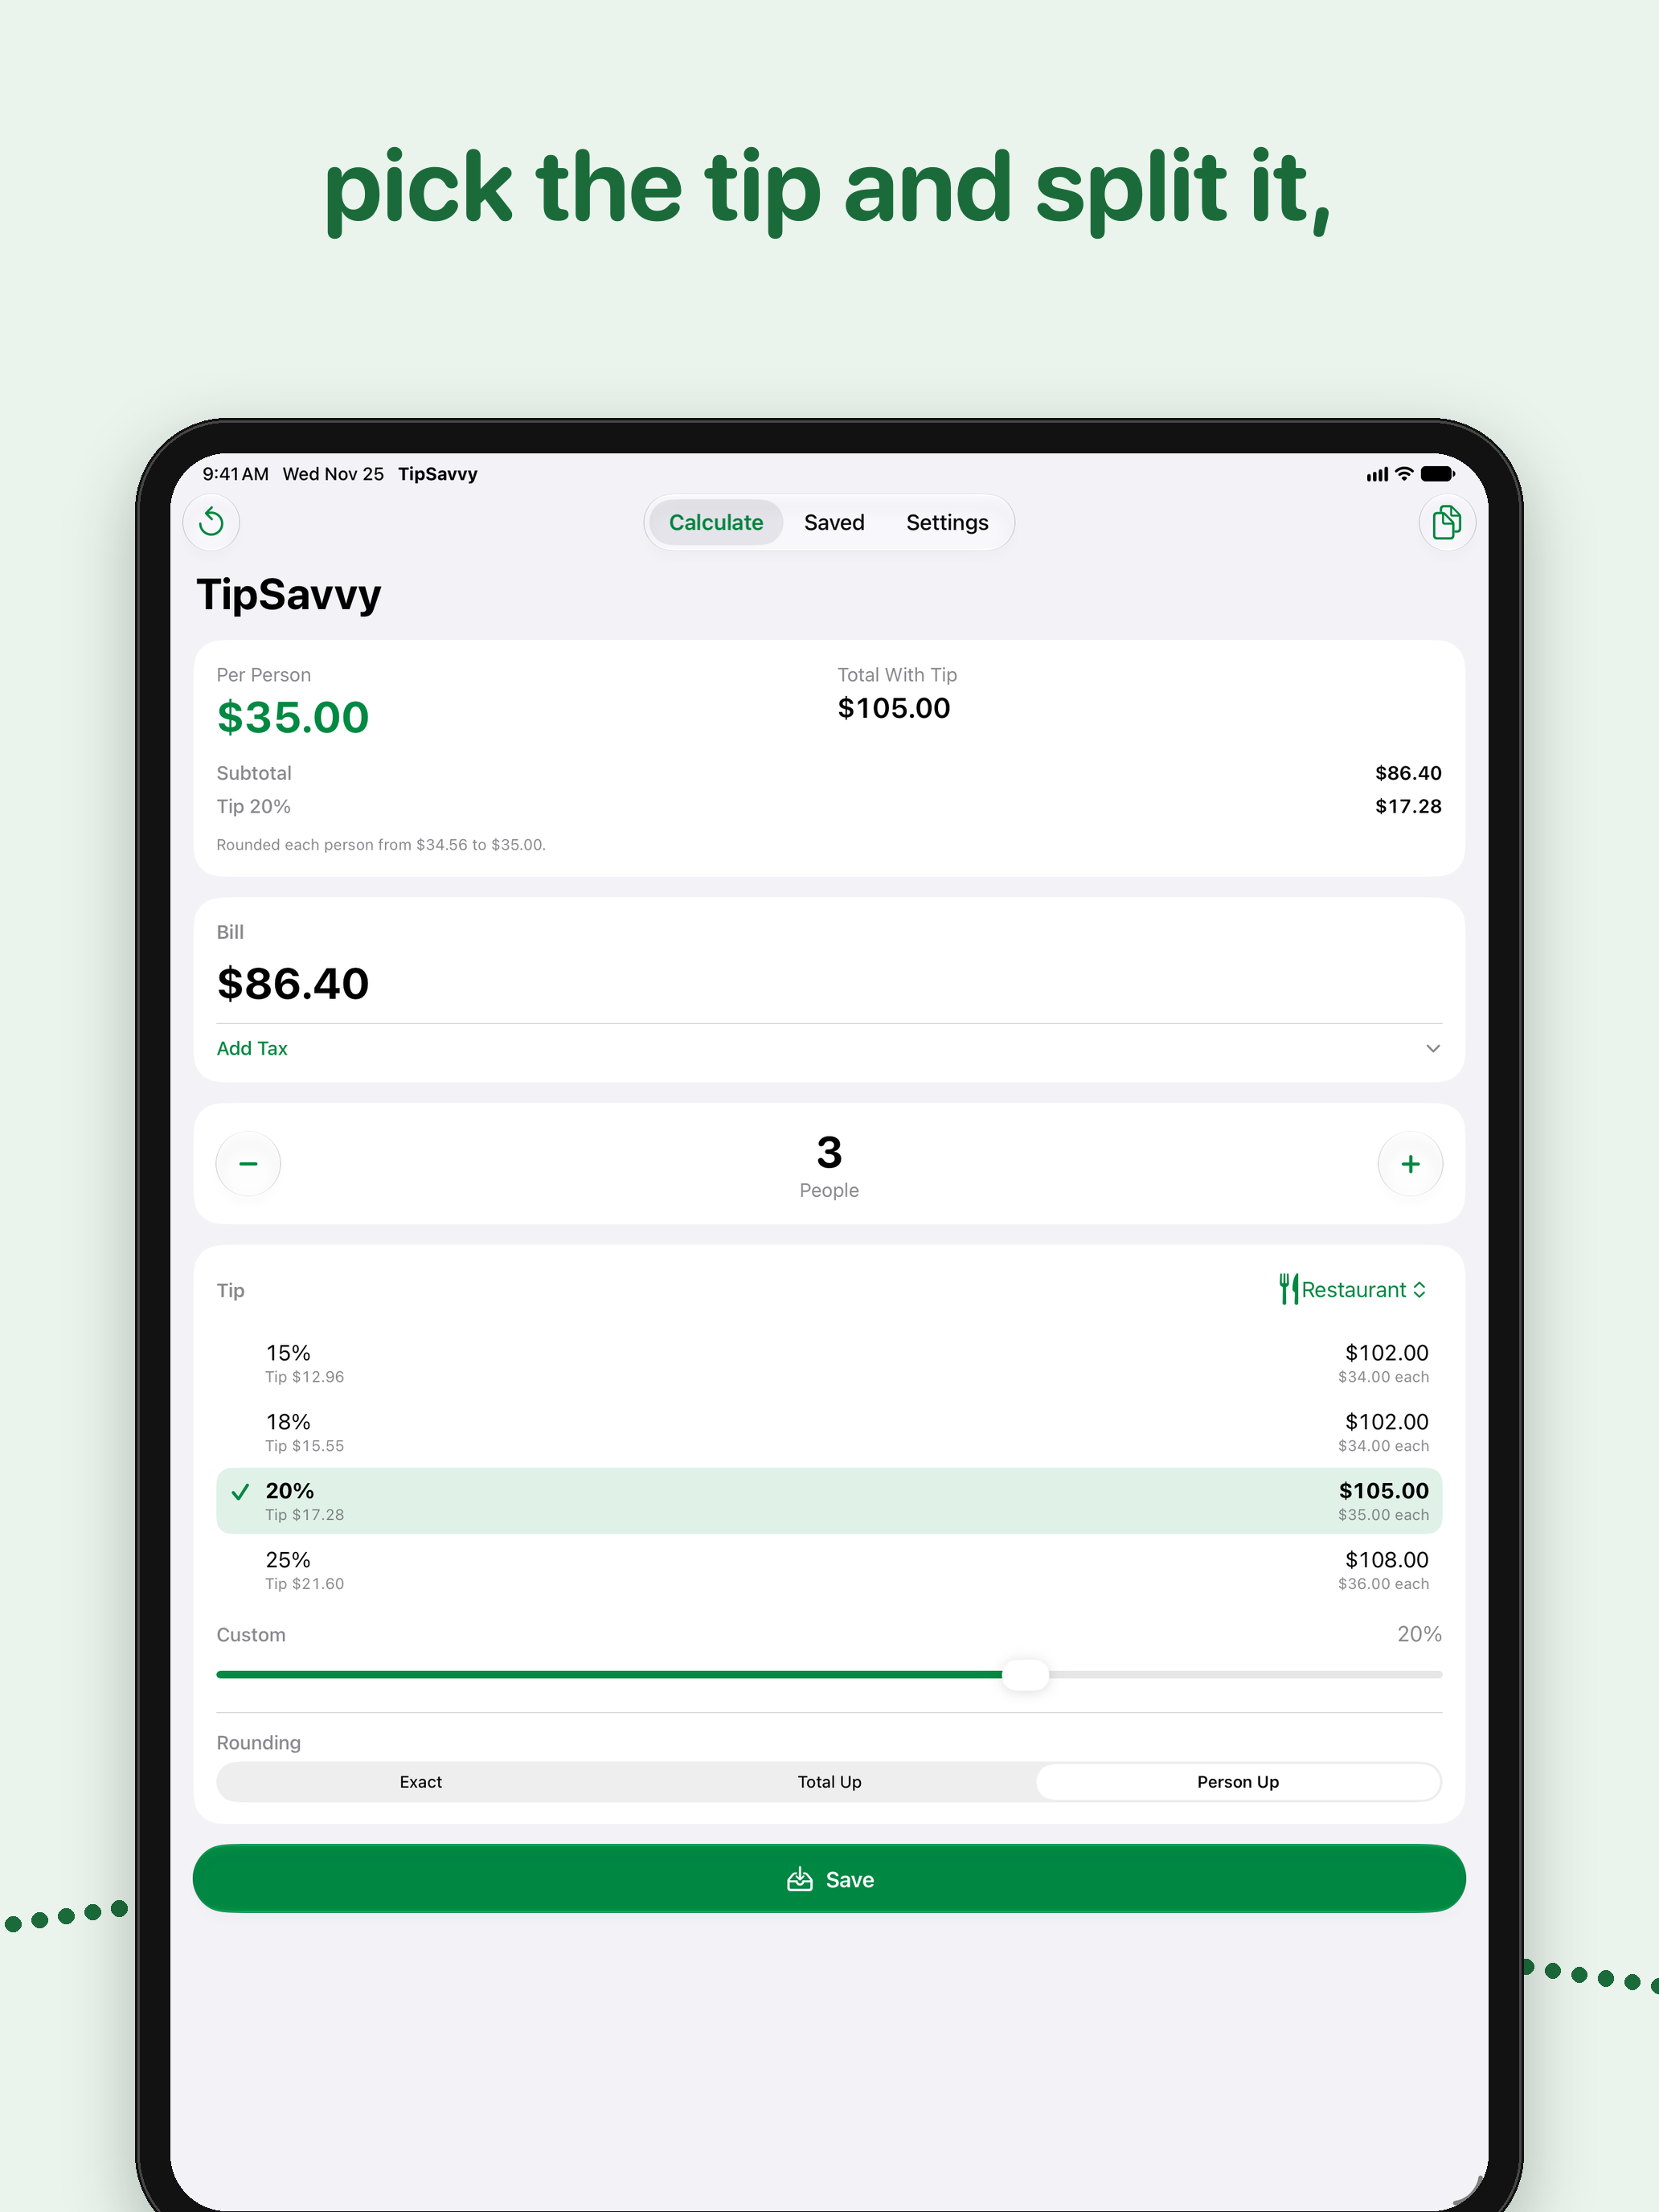 pick the tip and split it,
9:41 AM Wed Nov 25 TipSavvy
Calculate Saved Settings
TipSavvy
Per Person Total With Tip
$35.00 $105.00
Subtotal $86.40
Tip 20% $17.28
Rounded each person from $34.56 to $35.00.
Bill
$86.40
Add Tax
3
People
Tip Restaurant
15% $102.00
Tip $12.96 $34.00 each
18% $102.00
Tip $15.55 $34.00 each
20% $105.00
Tip $17.28 $35.00 each
25% $108.00
Tip $21.60 $36.00 each
Custom 20%
Rounding
Exact Total Up Person Up
Save